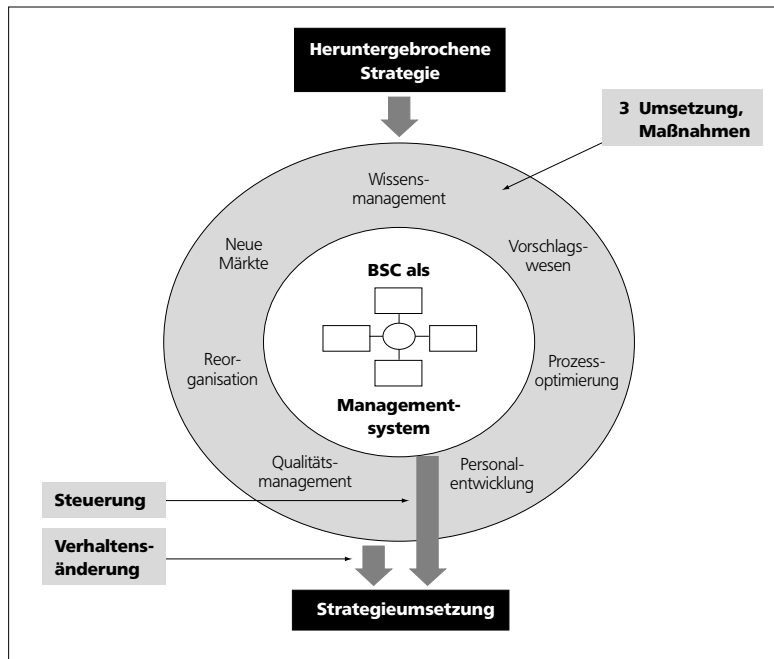 Heruntergebrochene
Strategie
3 Umsetzung,
Maßnahmen
Wissens-
management
Neue
Märkte
Vorschlags-
wesen
BSC als
Reor-
ganisation
Prozess-
optimierung
Management-
system
Qualitäts-
management
Personal-
entwicklung
Steuerung
Verhaltens-
änderung
Strategieumsetzung